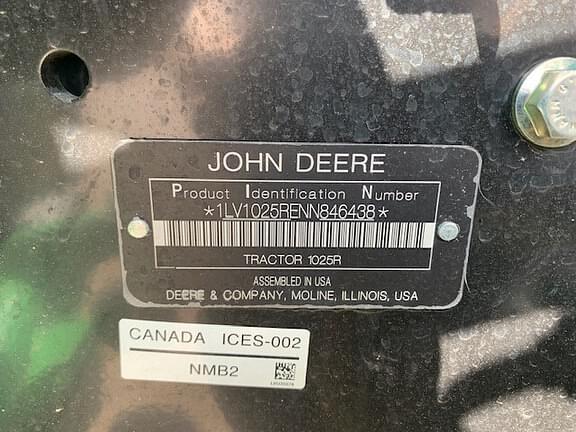 JOHN DEERE
Product Identification Number
*1LV1025RENN846438*
TRACTOR 1025R
ASSEMBLED IN USA
DEERE & COMPANY, MOLINE, ILLINOIS, USA
CANADA ICES-002
NMB2